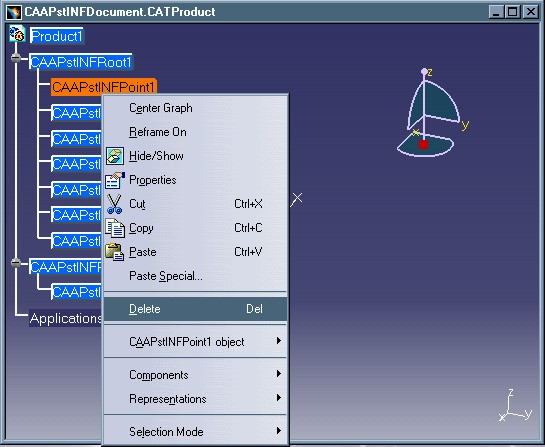 CAAPstINFDocument.CATProduct
Product1
CAAPstINFRoot1
CAAPstINFPoint1
CAAPstI
CAAPstI
CAAPstI
CAAPstI
CAAPstI
CAAPstI
CAAPstINFR
CAAPstI
Applications
Center Graph
Reframe On
Hide/Show
Properties
Cut Ctrl+X
Copy Ctrl+C
Paste Ctrl+V
Paste Special...
Delete Del
CAAPstINFPoint1 object
Components
Representations
Selection Mode
z
y
x
z
x y